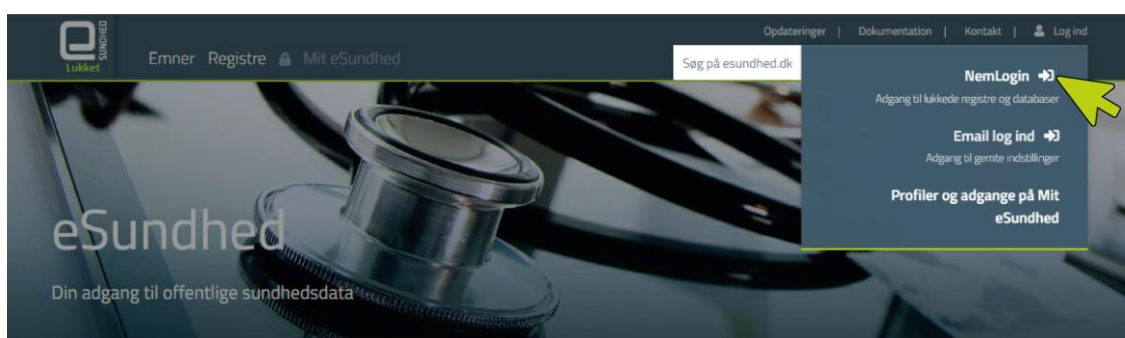 SUNDHED
Lukket
Opdateringer | Dokumentation | Kontakt | Log ind
Emner Registre Mit eSundhed
Søg på esundhed.dk
NemLogin
Adgang til lukkede registre og databaser
Email log ind
Adgang til gemte indstillinger
Profiler og adgange på Mit
eSundhed
eSundhed
Din adgang til offentlige sundhedsdata